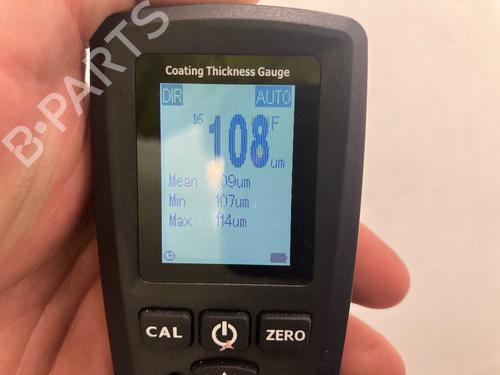 B-PARTS
Coating Thickness Gauge
DIR AUTO
16 108 F um
Mean 109um
Min 107um
Max 114um
CAL ZERO